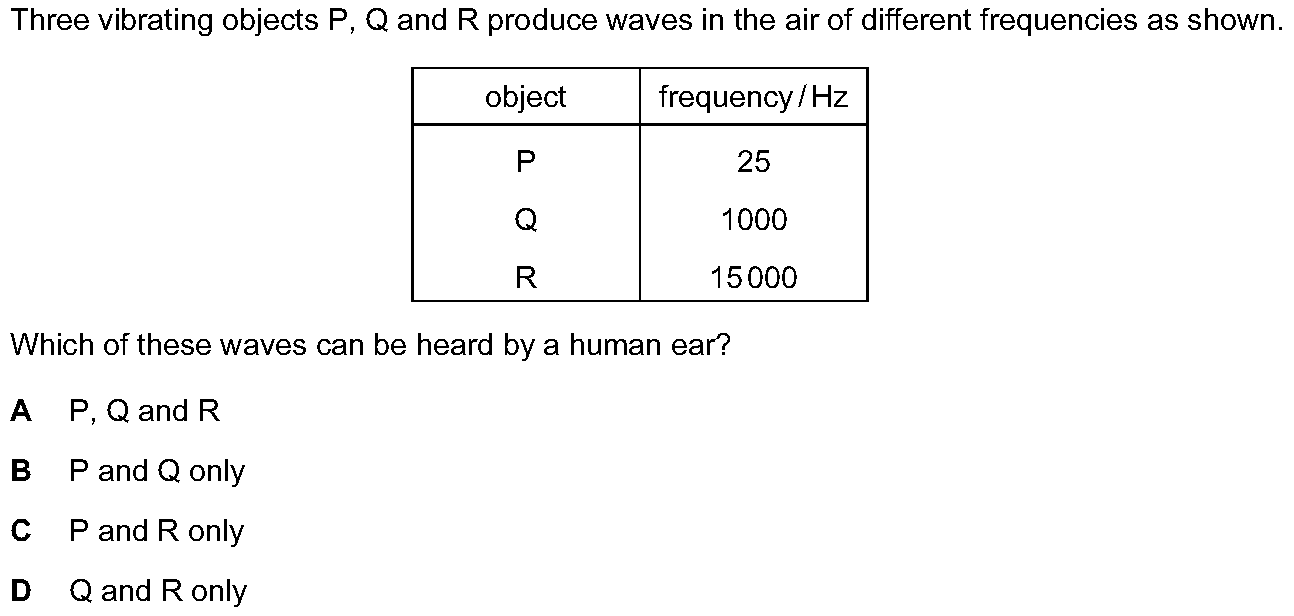 Three vibrating objects P, Q and R produce waves in the air of different frequencies as shown.
object frequency / Hz
P 25
Q 1000
R 15 000
Which of these waves can be heard by a human ear?
A P, Q and R
B P and Q only
C P and R only
D Q and R only